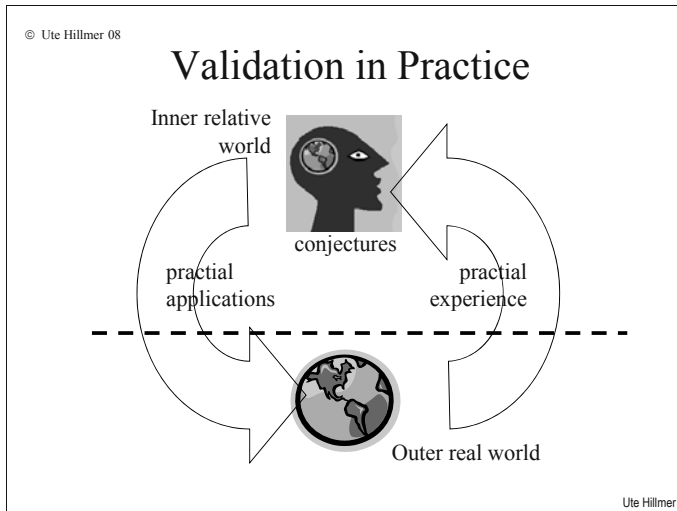 © Ute Hillmer 08
Validation in Practice
Inner relative
world
conjectures
practial
applications
practial
experience
Outer real world
Ute Hillmer